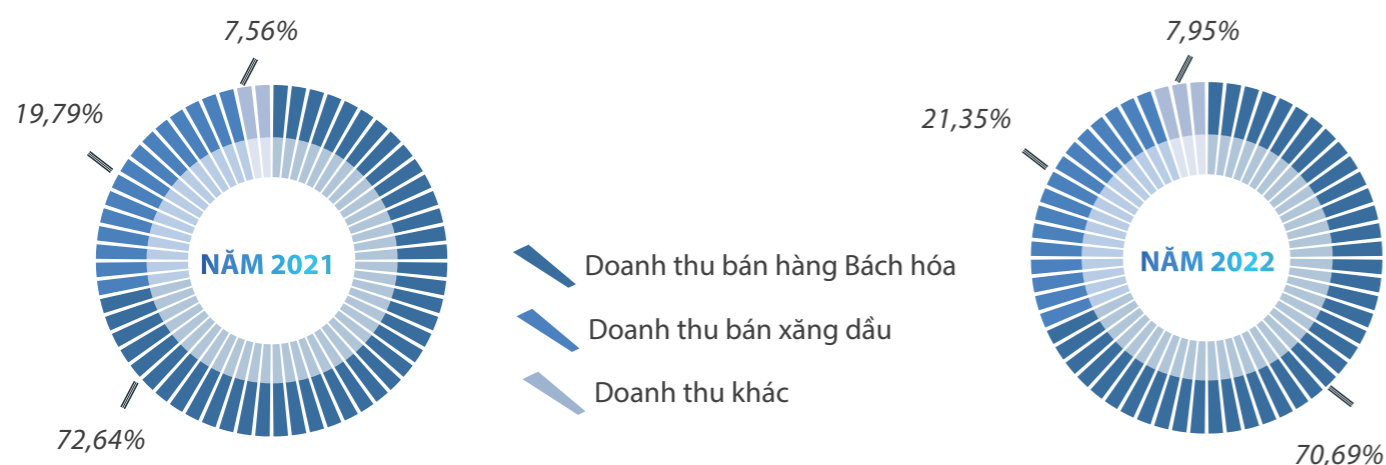 7,56%
19,79%
NĂM 2021
72,64%
Doanh thu bán hàng Bách hóa
Doanh thu bán xăng dầu
Doanh thu khác
7,95%
21,35%
NĂM 2022
70,69%